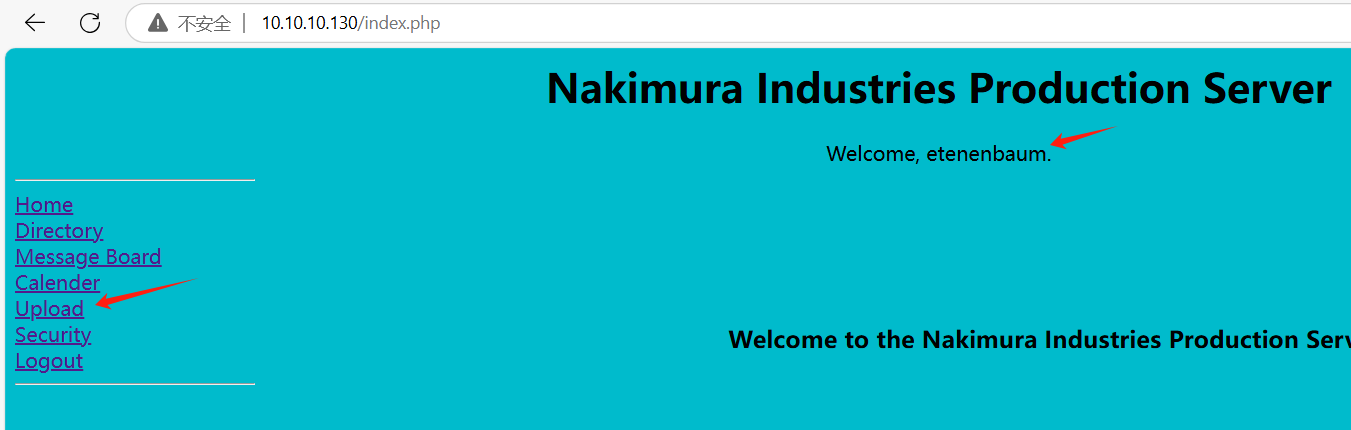 不安全 | 10.10.10.130/index.php
Nakimura Industries Production Server
Welcome, etenenbaum.
Home
Directory
Message Board
Calender
Upload
Security
Logout
Welcome to the Nakimura Industries Production Serv